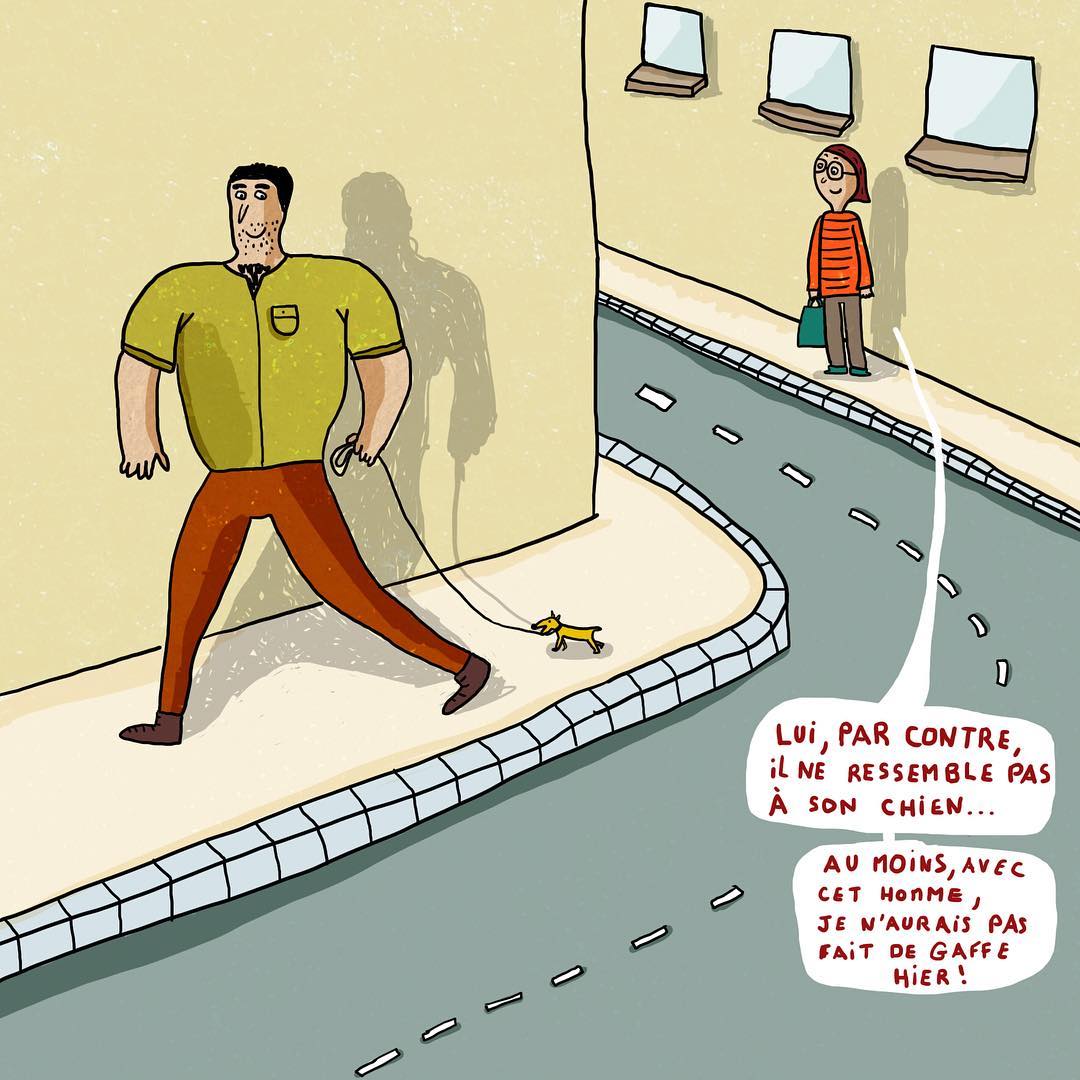 LUI, PAR CONTRE,
IL NE RESSEMBLE PAS
À SON CHIEN...
AU MOINS, AVEC
CET HOMME,
JE N'AURAIS PAS
FAIT DE GAFFE
HIER!